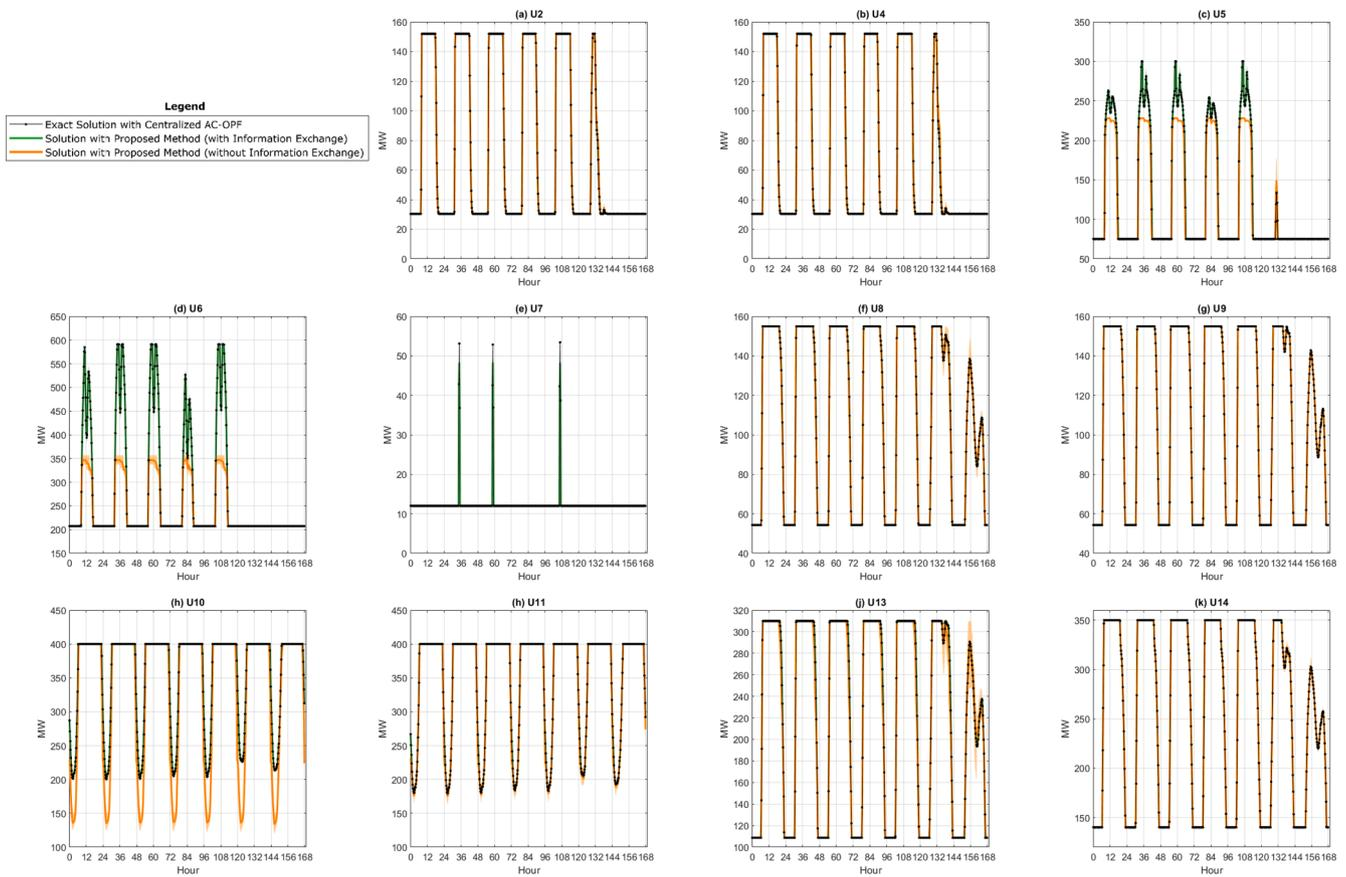 Legend
Exact Solution with Centralized AC-OPF
Solution with Proposed Method (with Information Exchange)
Solution with Proposed Method (without Information Exchange)
(a) U2
MW
160
140
120
100
80
60
40
20
0
0 12 24 36 48 60 72 84 96 108 120 132 144 156 168
Hour
(b) U4
MW
160
140
120
100
80
60
40
20
0
0 12 24 36 48 60 72 84 96 108 120 132 144 156 168
Hour
(c) U5
MW
350
300
250
200
150
100
50
0 12 24 36 48 60 72 84 96 108 120 132 144 156 168
Hour
(d) U6
MW
650
600
550
500
450
400
350
300
250
200
150
0 12 24 36 48 60 72 84 96 108 120 132 144 156 168
Hour
(e) U7
MW
60
50
40
30
20
10
0
0 12 24 36 48 60 72 84 96 108 120 132 144 156 168
Hour
(f) U8
MW
160
140
120
100
80
60
40
0 12 24 36 48 60 72 84 96 108 120 132 144 156 168
Hour
(g) U9
MW
160
140
120
100
80
60
40
0 12 24 36 48 60 72 84 96 108 120 132 144 156 168
Hour
(h) U10
MW
450
400
350
300
250
200
150
100
0 12 24 36 48 60 72 84 96 108 120 132 144 156 168
Hour
(h) U11
MW
450
400
350
300
250
200
150
100
0 12 24 36 48 60 72 84 96 108 120 132 144 156 168
Hour
(j) U13
MW
320
300
280
260
240
220
200
180
160
140
120
100
0 12 24 36 48 60 72 84 96 108 120 132 144 156 168
Hour
(k) U14
MW
350
300
250
200
150
0 12 24 36 48 60 72 84 96 108 120 132 144 156 168
Hour